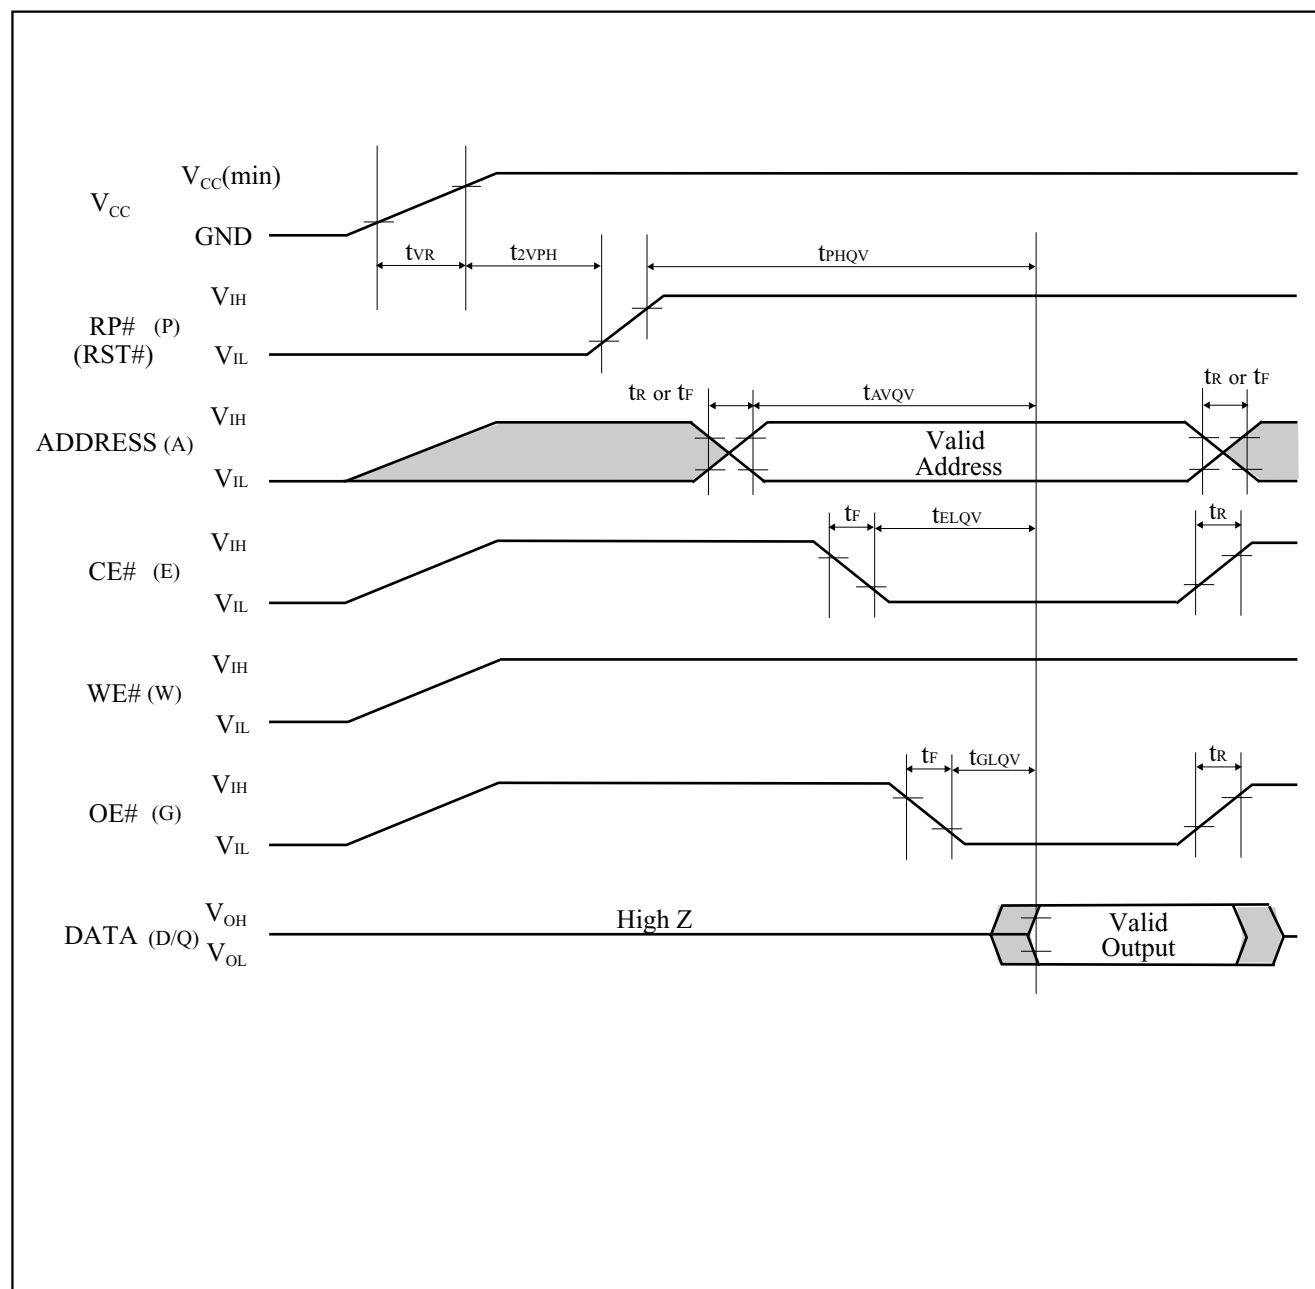 VCC(min)
VCC
GND
tVR
t2VPH
tPHQV
VIH
RP# (P)
(RST#)
VIL
tR or tF
tAVQV
tR or tF
VIH
ADDRESS (A)
Valid
Address
VIL
tF
tELQV
tR
VIH
CE# (E)
VIL
VIH
WE# (W)
VIL
tF
tGLQV
tR
VIH
OE# (G)
VIL
VOH
High Z
Valid
DATA (D/Q)
Output
VOL